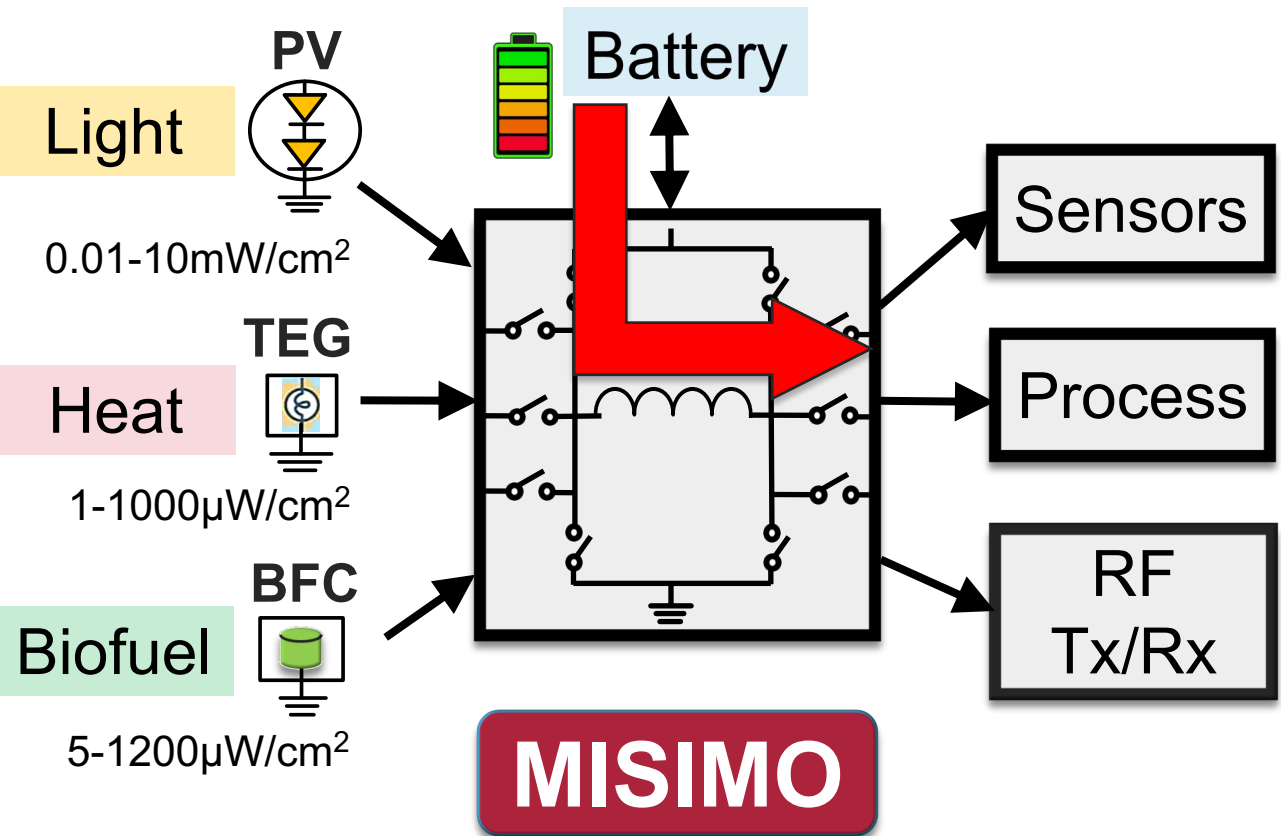 PV
Light
0.01-10mW/cm²
TEG
Heat
1-1000µW/cm²
BFC
Biofuel
5-1200µW/cm²
Battery
Sensors
Process
RF
Tx/Rx
MISIMO